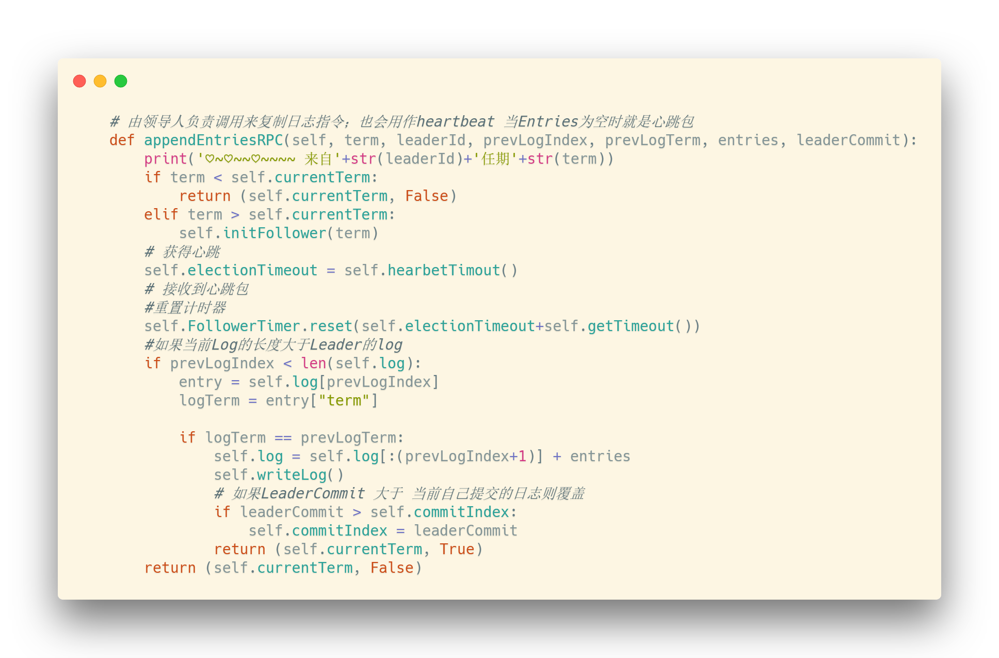 # 由领导人负责调用来复制日志指令；也会用作heartbeat 当Entries为空时就是心跳包
def appendEntriesRPC(self, term, leaderId, prevLogIndex, prevLogTerm, entries, leaderCommit):
    print('♡~♡~~♡~~~~ 来自'+str(leaderId)+'任期'+str(term))
    if term < self.currentTerm:
        return (self.currentTerm, False)
    elif term > self.currentTerm:
        self.initFollower(term)
    # 获得心跳
    self.electionTimeout = self.hearbetTimout()
    # 接收到心跳包
    #重置计时器
    self.FollowerTimer.reset(self.electionTimeout+self.getTimeout())
    #如果当前Log的长度大于Leader的log
    if prevLogIndex < len(self.log):
        entry = self.log[prevLogIndex]
        logTerm = entry["term"]

        if logTerm == prevLogTerm:
            self.log = self.log[:(prevLogIndex+1)] + entries
            self.writeLog()
            # 如果LeaderCommit 大于 当前自己提交的日志则覆盖
            if leaderCommit > self.commitIndex:
                self.commitIndex = leaderCommit
            return (self.currentTerm, True)
    return (self.currentTerm, False)